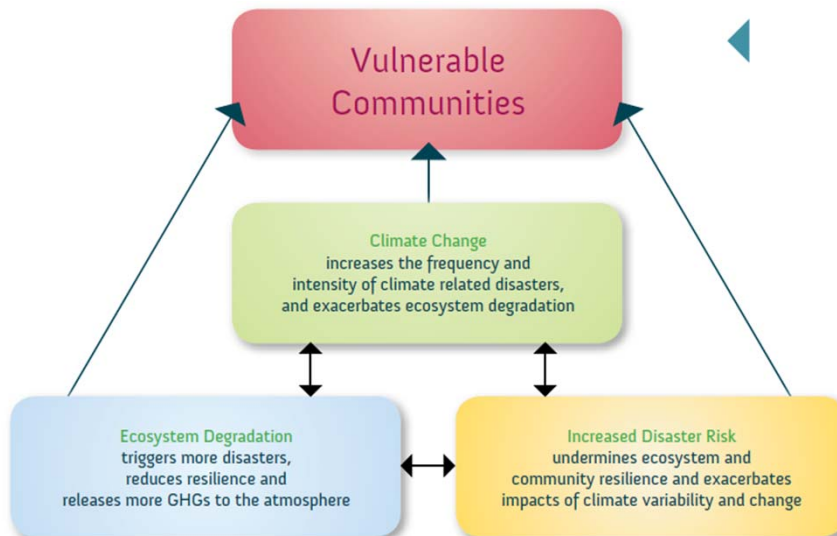 Vulnerable
Communities
Climate Change
increases the frequency and
intensity of climate related disasters,
and exacerbates ecosystem degradation
Ecosystem Degradation
triggers more disasters,
reduces resilience and
releases more GHGs to the atmosphere
Increased Disaster Risk
undermines ecosystem and
community resilience and exacerbates
impacts of climate variability and change